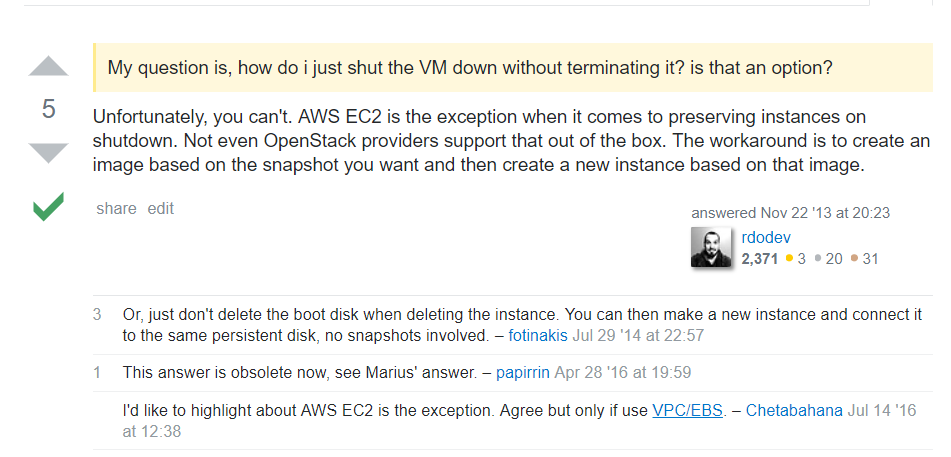 My question is, how do i just shut the VM down without terminating it? is that an option?
5
Unfortunately, you can't. AWS EC2 is the exception when it comes to preserving instances on
shutdown. Not even OpenStack providers support that out of the box. The workaround is to create an
image based on the snapshot you want and then create a new instance based on that image.
share edit
answered Nov 22 '13 at 20:23
rdodev
2,371 3 20 31
3 Or, just don't delete the boot disk when deleting the instance. You can then make a new instance and connect it
to the same persistent disk, no snapshots involved. – fotinakis Jul 29 '14 at 22:57
1 This answer is obsolete now, see Marius' answer. – papirrin Apr 28 '16 at 19:59
I'd like to highlight about AWS EC2 is the exception. Agree but only if use VPC/EBS. – Chetabahana Jul 14 '16
at 12:38